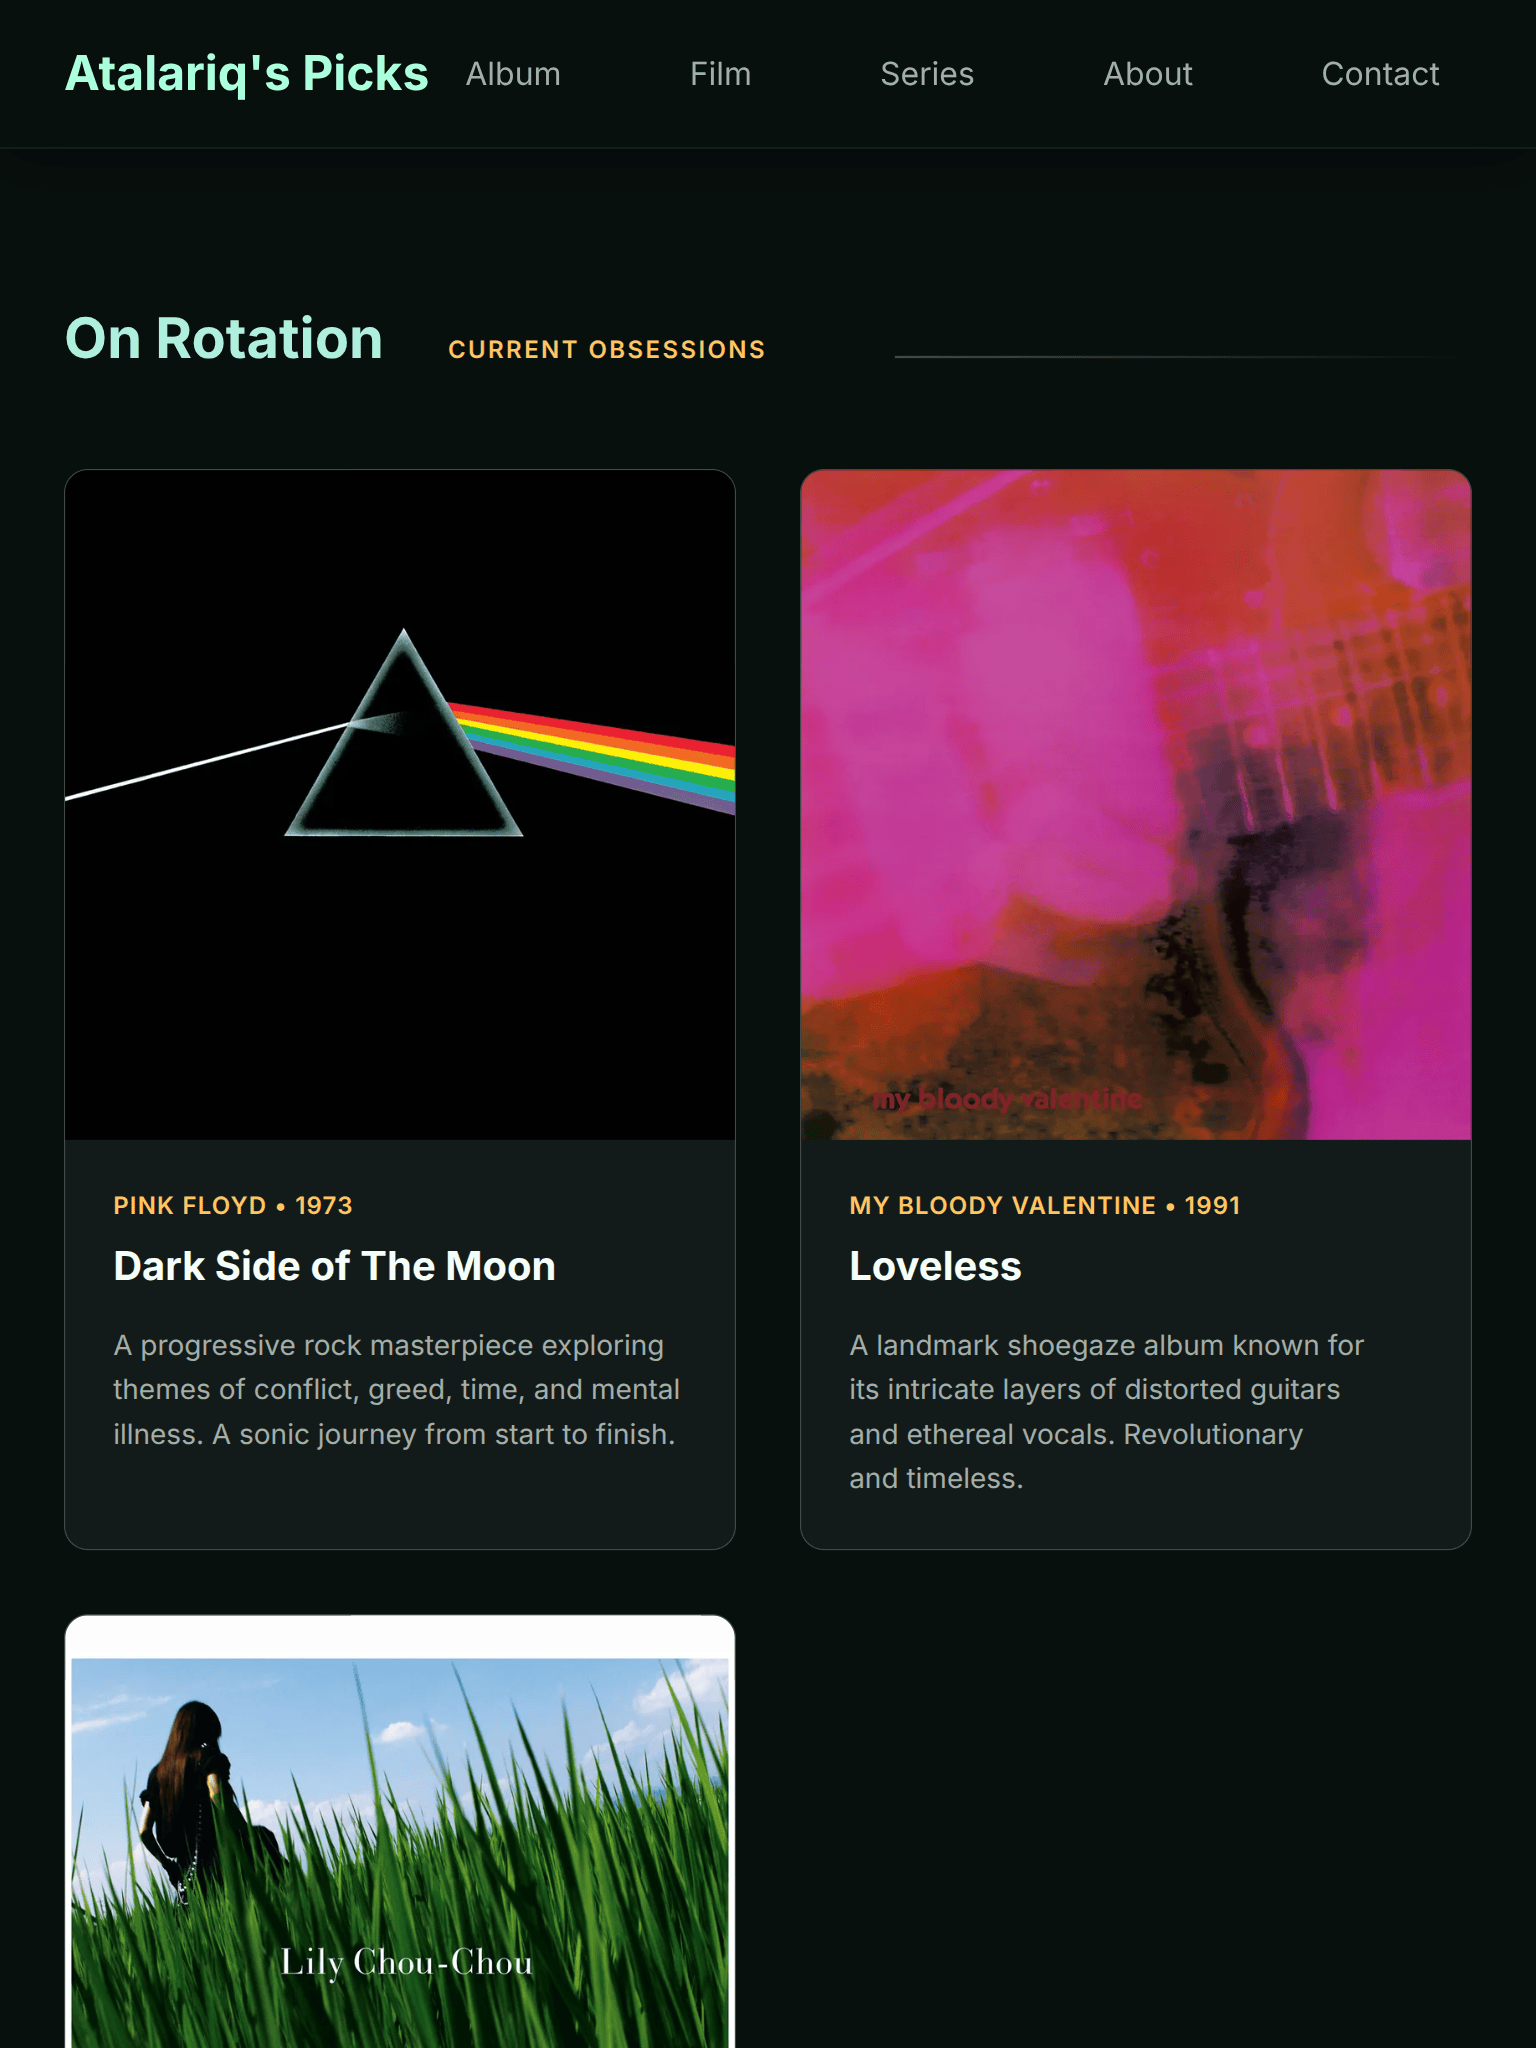 Atalariq's Picks Album Film Series About Contact
On Rotation CURRENT OBSESSIONS
my bloody valentine
PINK FLOYD • 1973
Dark Side of The Moon
A progressive rock masterpiece exploring
themes of conflict, greed, time, and mental
illness. A sonic journey from start to finish.
MY BLOODY VALENTINE • 1991
Loveless
A landmark shoegaze album known for
its intricate layers of distorted guitars
and ethereal vocals. Revolutionary
and timeless.
Lily Chou-Chou